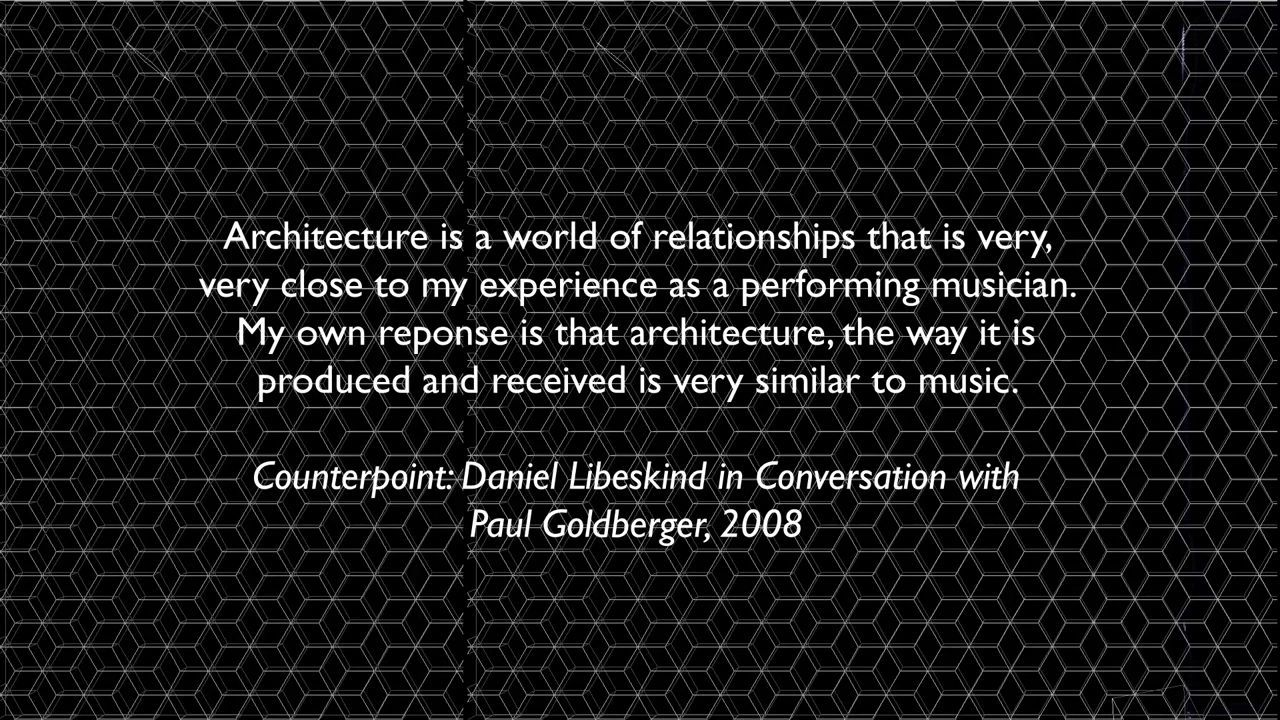 Architecture is a world of relationships that is very,
very close to my experience as a performing musician.
My own reponse is that architecture, the way it is
produced and received is very similar to music.
Counterpoint: Daniel Libeskind in Conversation with
Paul Goldberger, 2008